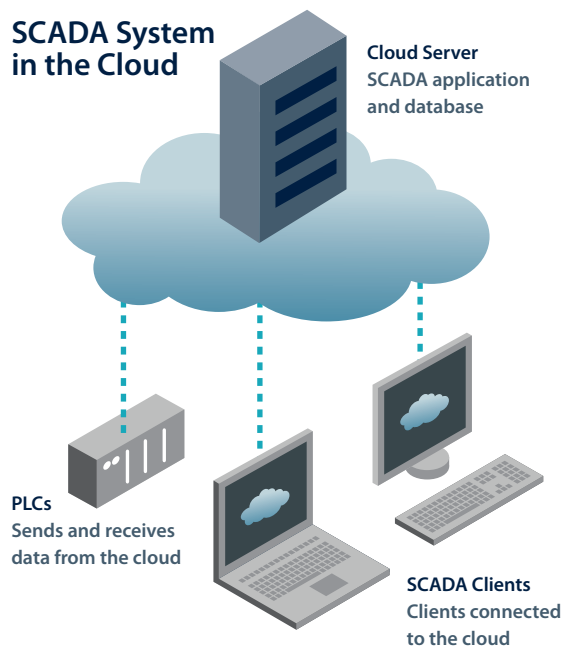 SCADA System
in the Cloud
Cloud Server
SCADA application
and database
PLCs
Sends and receives
data from the cloud
SCADA Clients
Clients connected
to the cloud